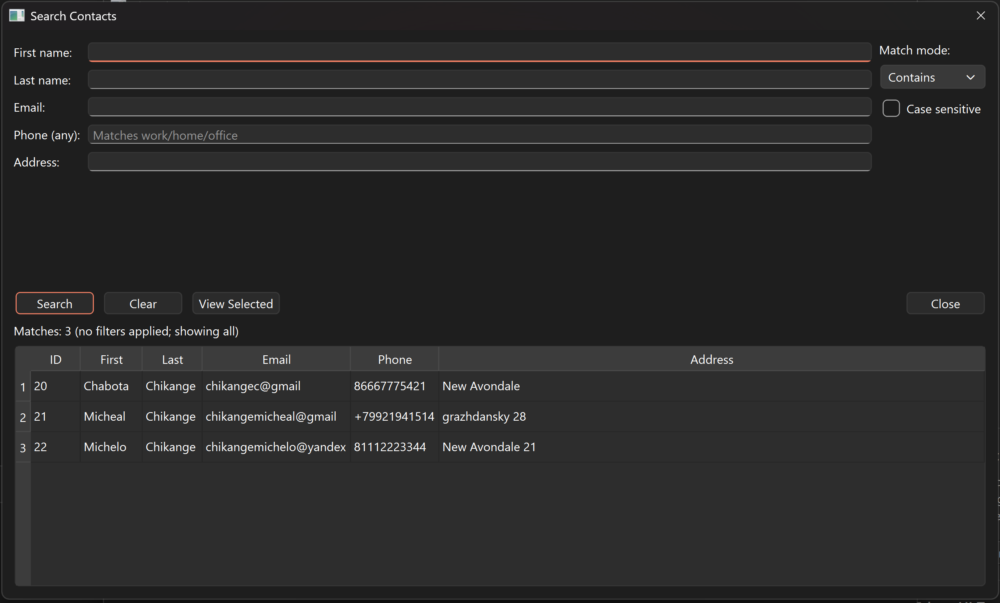 Search Contacts
First name:
Match mode:
Last name:
Contains
Email:
Case sensitive
Phone (any): Matches work/home/office
Address:
Search Clear View Selected Close
Matches: 3 (no filters applied; showing all)
ID First Last Email Phone Address
1 20 Chabota Chikange chikangec@gmail 86667775421 New Avondale
2 21 Micheal Chikange chikangemicheal@gmail +79921941514 grazhdansky 28
3 22 Michelo Chikange chikangemichelo@yandex 81112223344 New Avondale 21